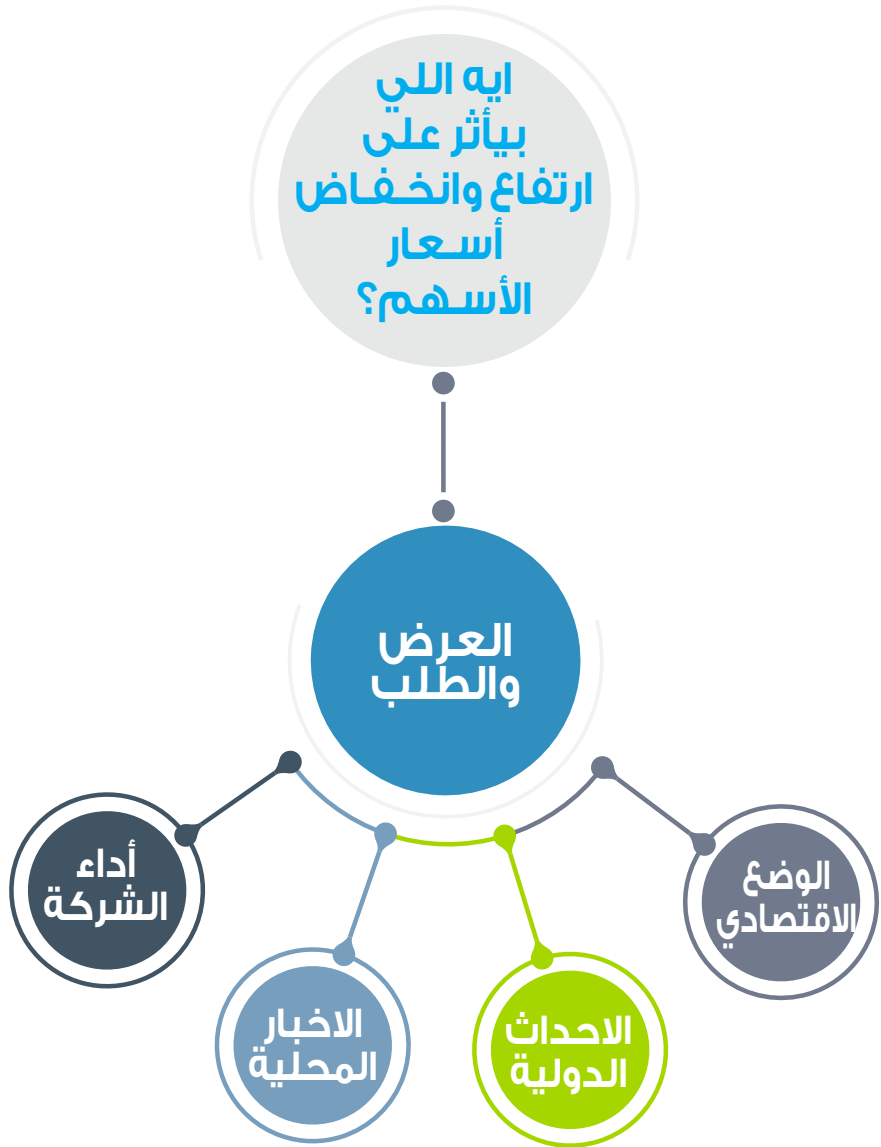 ايه اللي
بيأثر على
ارتفاع وانخفاض
أسعار
الأسهم؟
العرض
والطلب
الوضع
الاقتصادي
الاحداث
الدولية
الاخبار
المحلية
أداء
الشركة